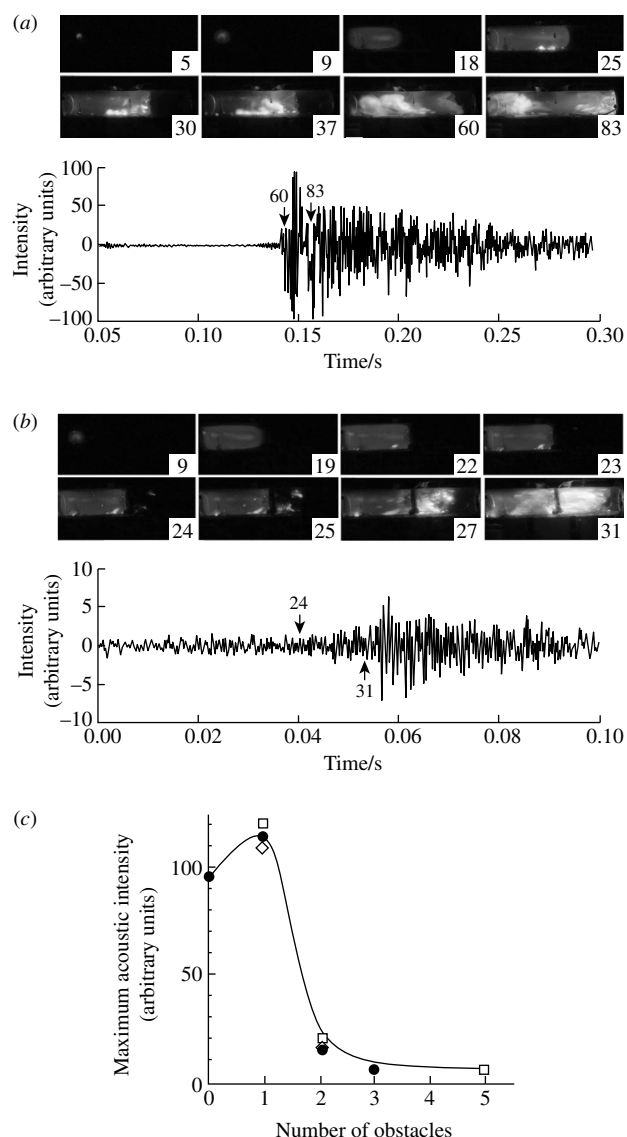 (a)
5 9 18 25
30 37 60 83
Intensity
(arbitrary units)
100
50
0
−50
−100
60
83
0.05 0.10 0.15 0.20 0.25 0.30
Time/s
(b)
9 19 22 23
24 25 27 31
Intensity
(arbitrary units)
10
5
0
−5
−10
24
31
0.00 0.02 0.04 0.06 0.08 0.10
Time/s
(c)
Maximum acoustic intensity
(arbitrary units)
100
50
0
0 1 2 3 4 5
Number of obstacles